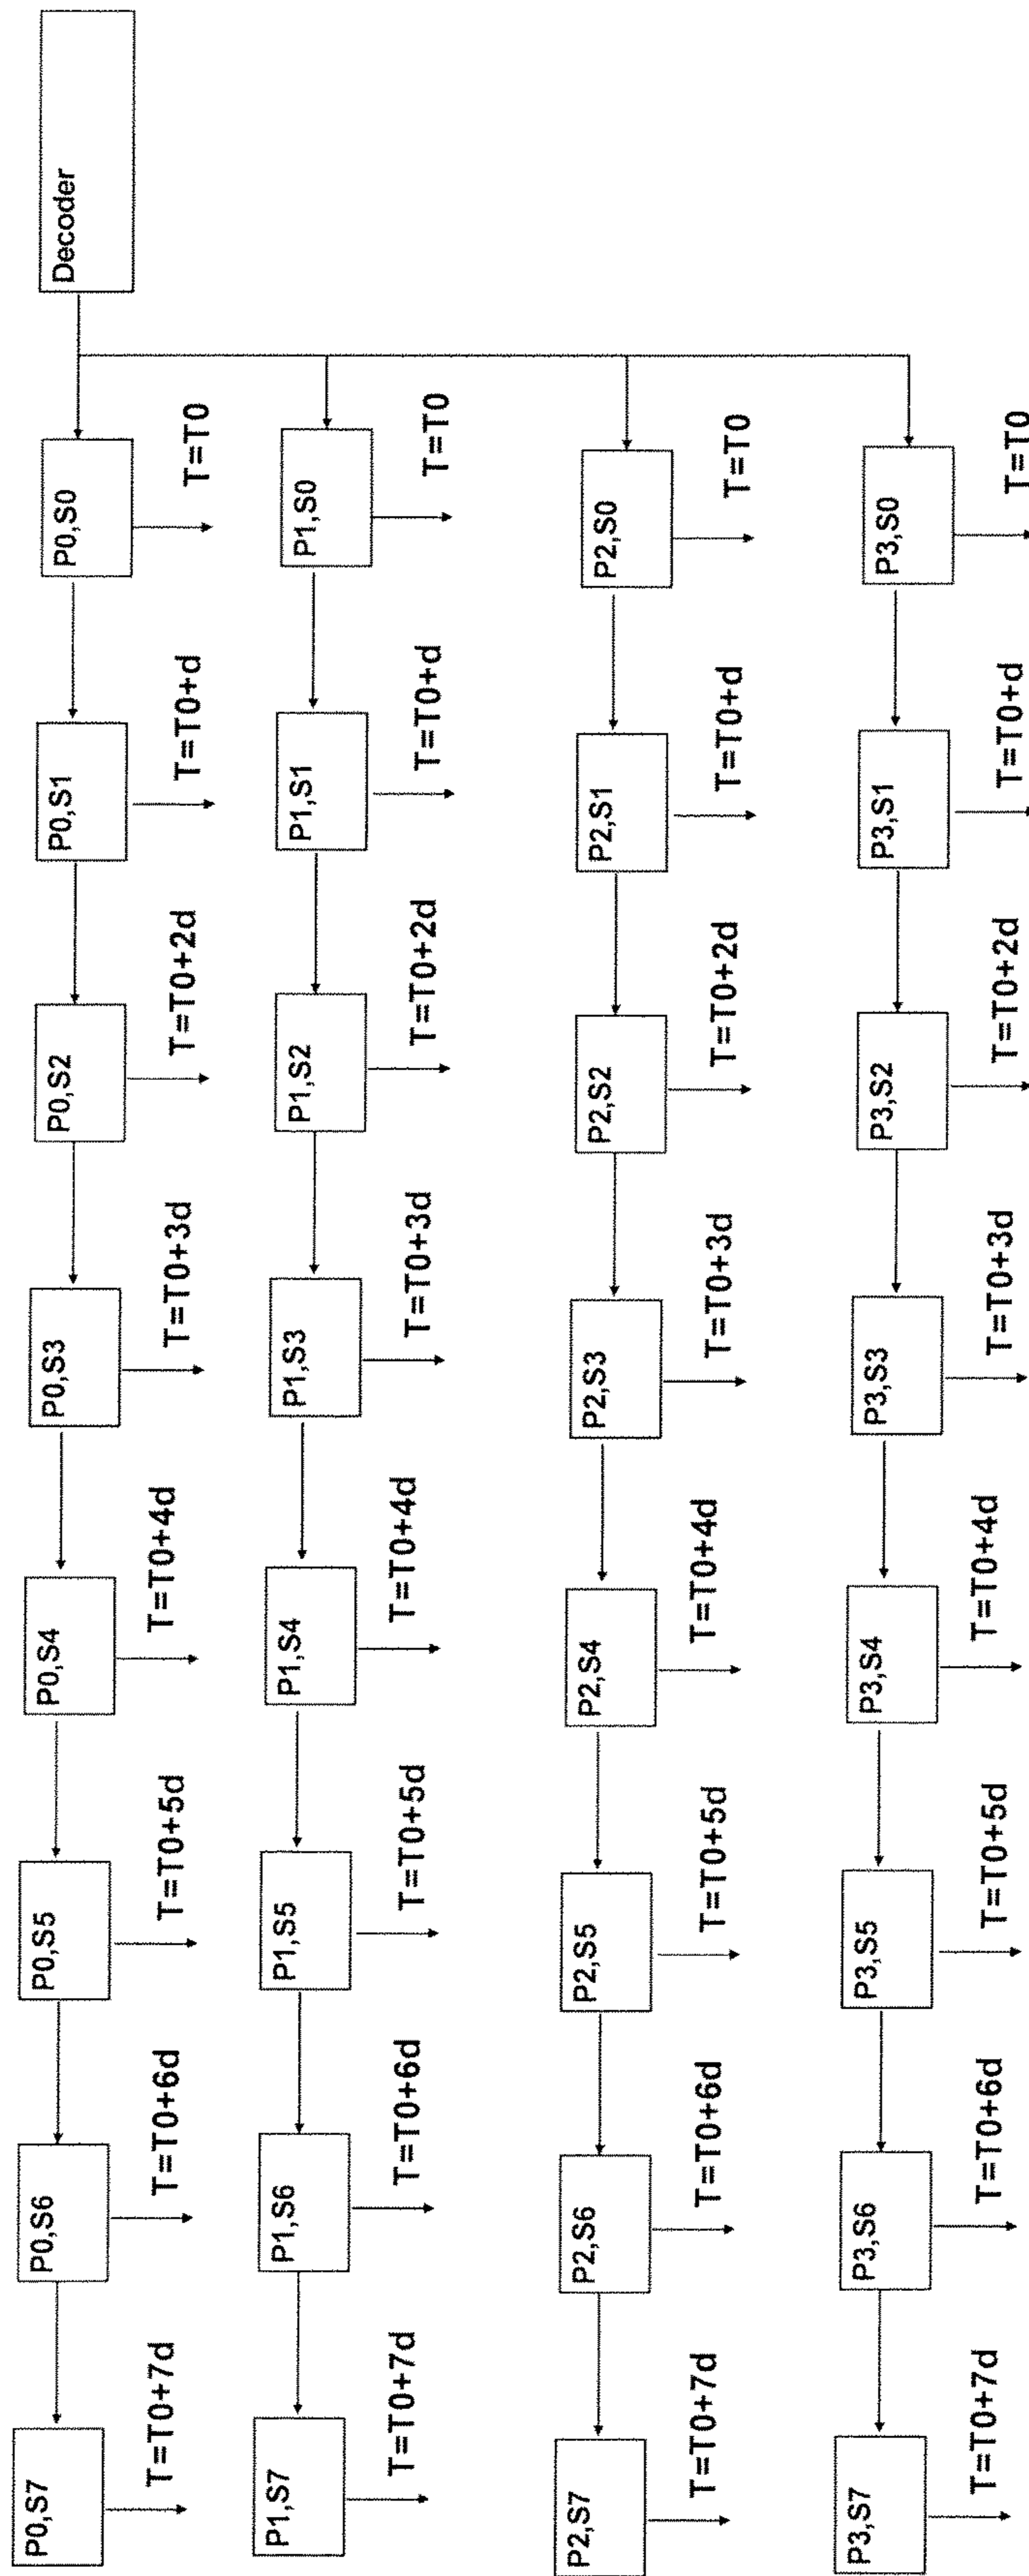 Decoder
P0,S0
T=T0
P0,S1
T=T0+d
P0,S2
T=T0+2d
P0,S3
T=T0+3d
P0,S4
T=T0+4d
P0,S5
T=T0+5d
P0,S6
T=T0+6d
P0,S7
T=T0+7d
P1,S0
T=T0
P1,S1
T=T0+d
P1,S2
T=T0+2d
P1,S3
T=T0+3d
P1,S4
T=T0+4d
P1,S5
T=T0+5d
P1,S6
T=T0+6d
P1,S7
T=T0+7d
P2,S0
T=T0
P2,S1
T=T0+d
P2,S2
T=T0+2d
P2,S3
T=T0+3d
P2,S4
T=T0+4d
P2,S5
T=T0+5d
P2,S6
T=T0+6d
P2,S7
T=T0+7d
P3,S0
T=T0
P3,S1
T=T0+d
P3,S2
T=T0+2d
P3,S3
T=T0+3d
P3,S4
T=T0+4d
P3,S5
T=T0+5d
P3,S6
T=T0+6d
P3,S7
T=T0+7d